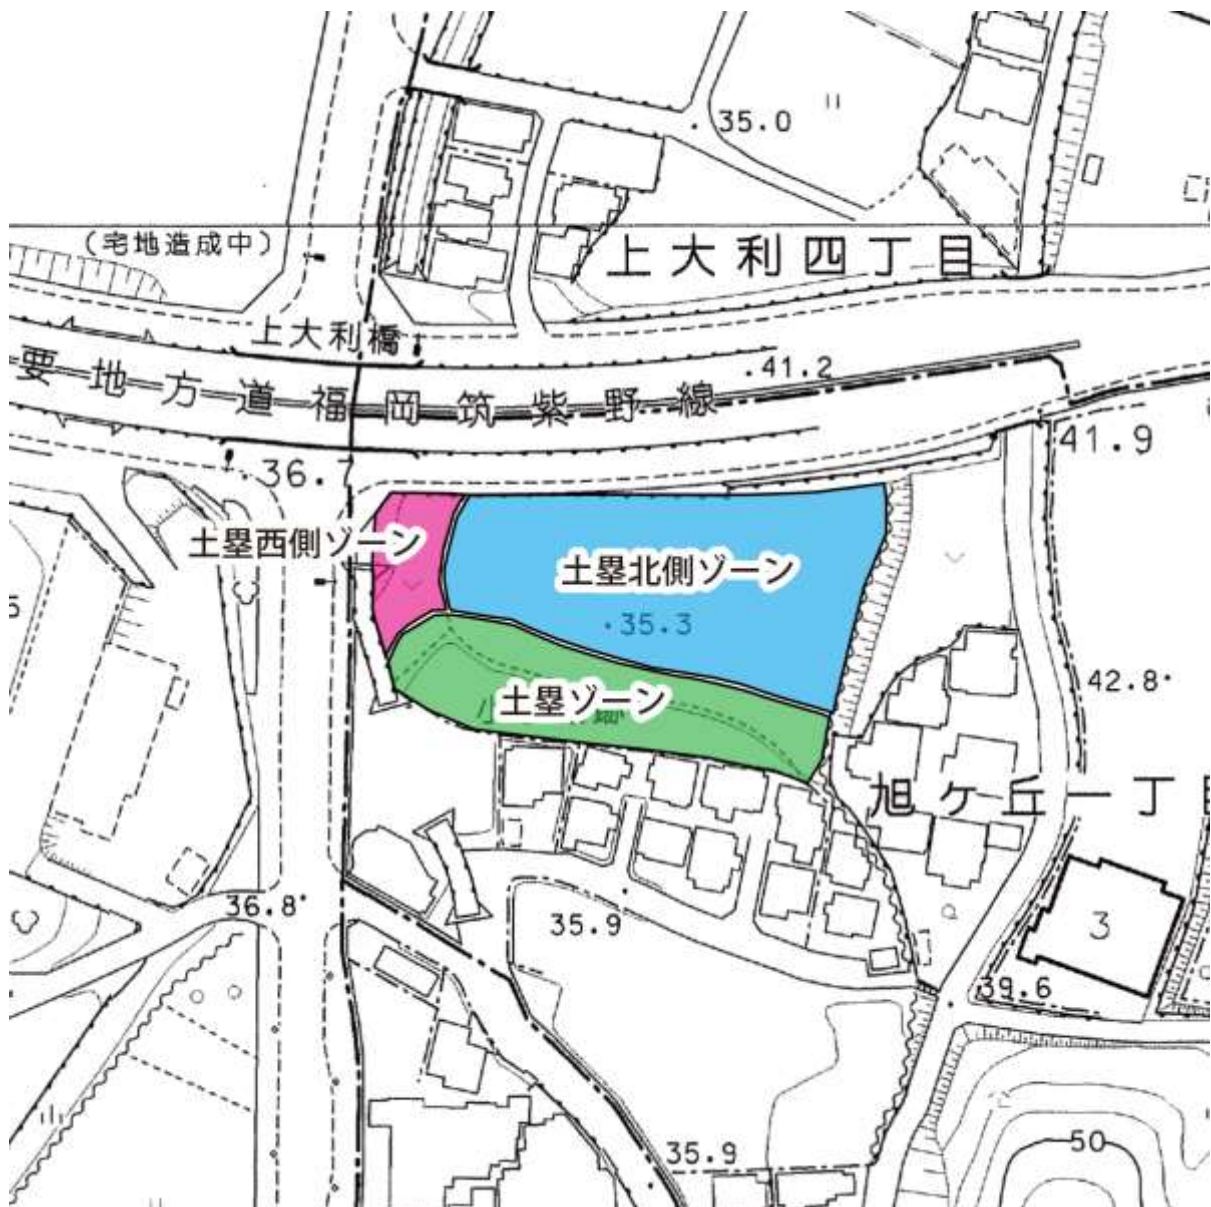 35.0
(宅地造成中)
上大利四丁目
上大利橋
41.2
要地方道福岡筑紫野線
41.9
36.7
土塁西側ゾーン
土塁北側ゾーン
35.3
42.8
土塁ゾーン
旭ヶ丘一丁目
36.8
35.9
3
39.6
35.9
50